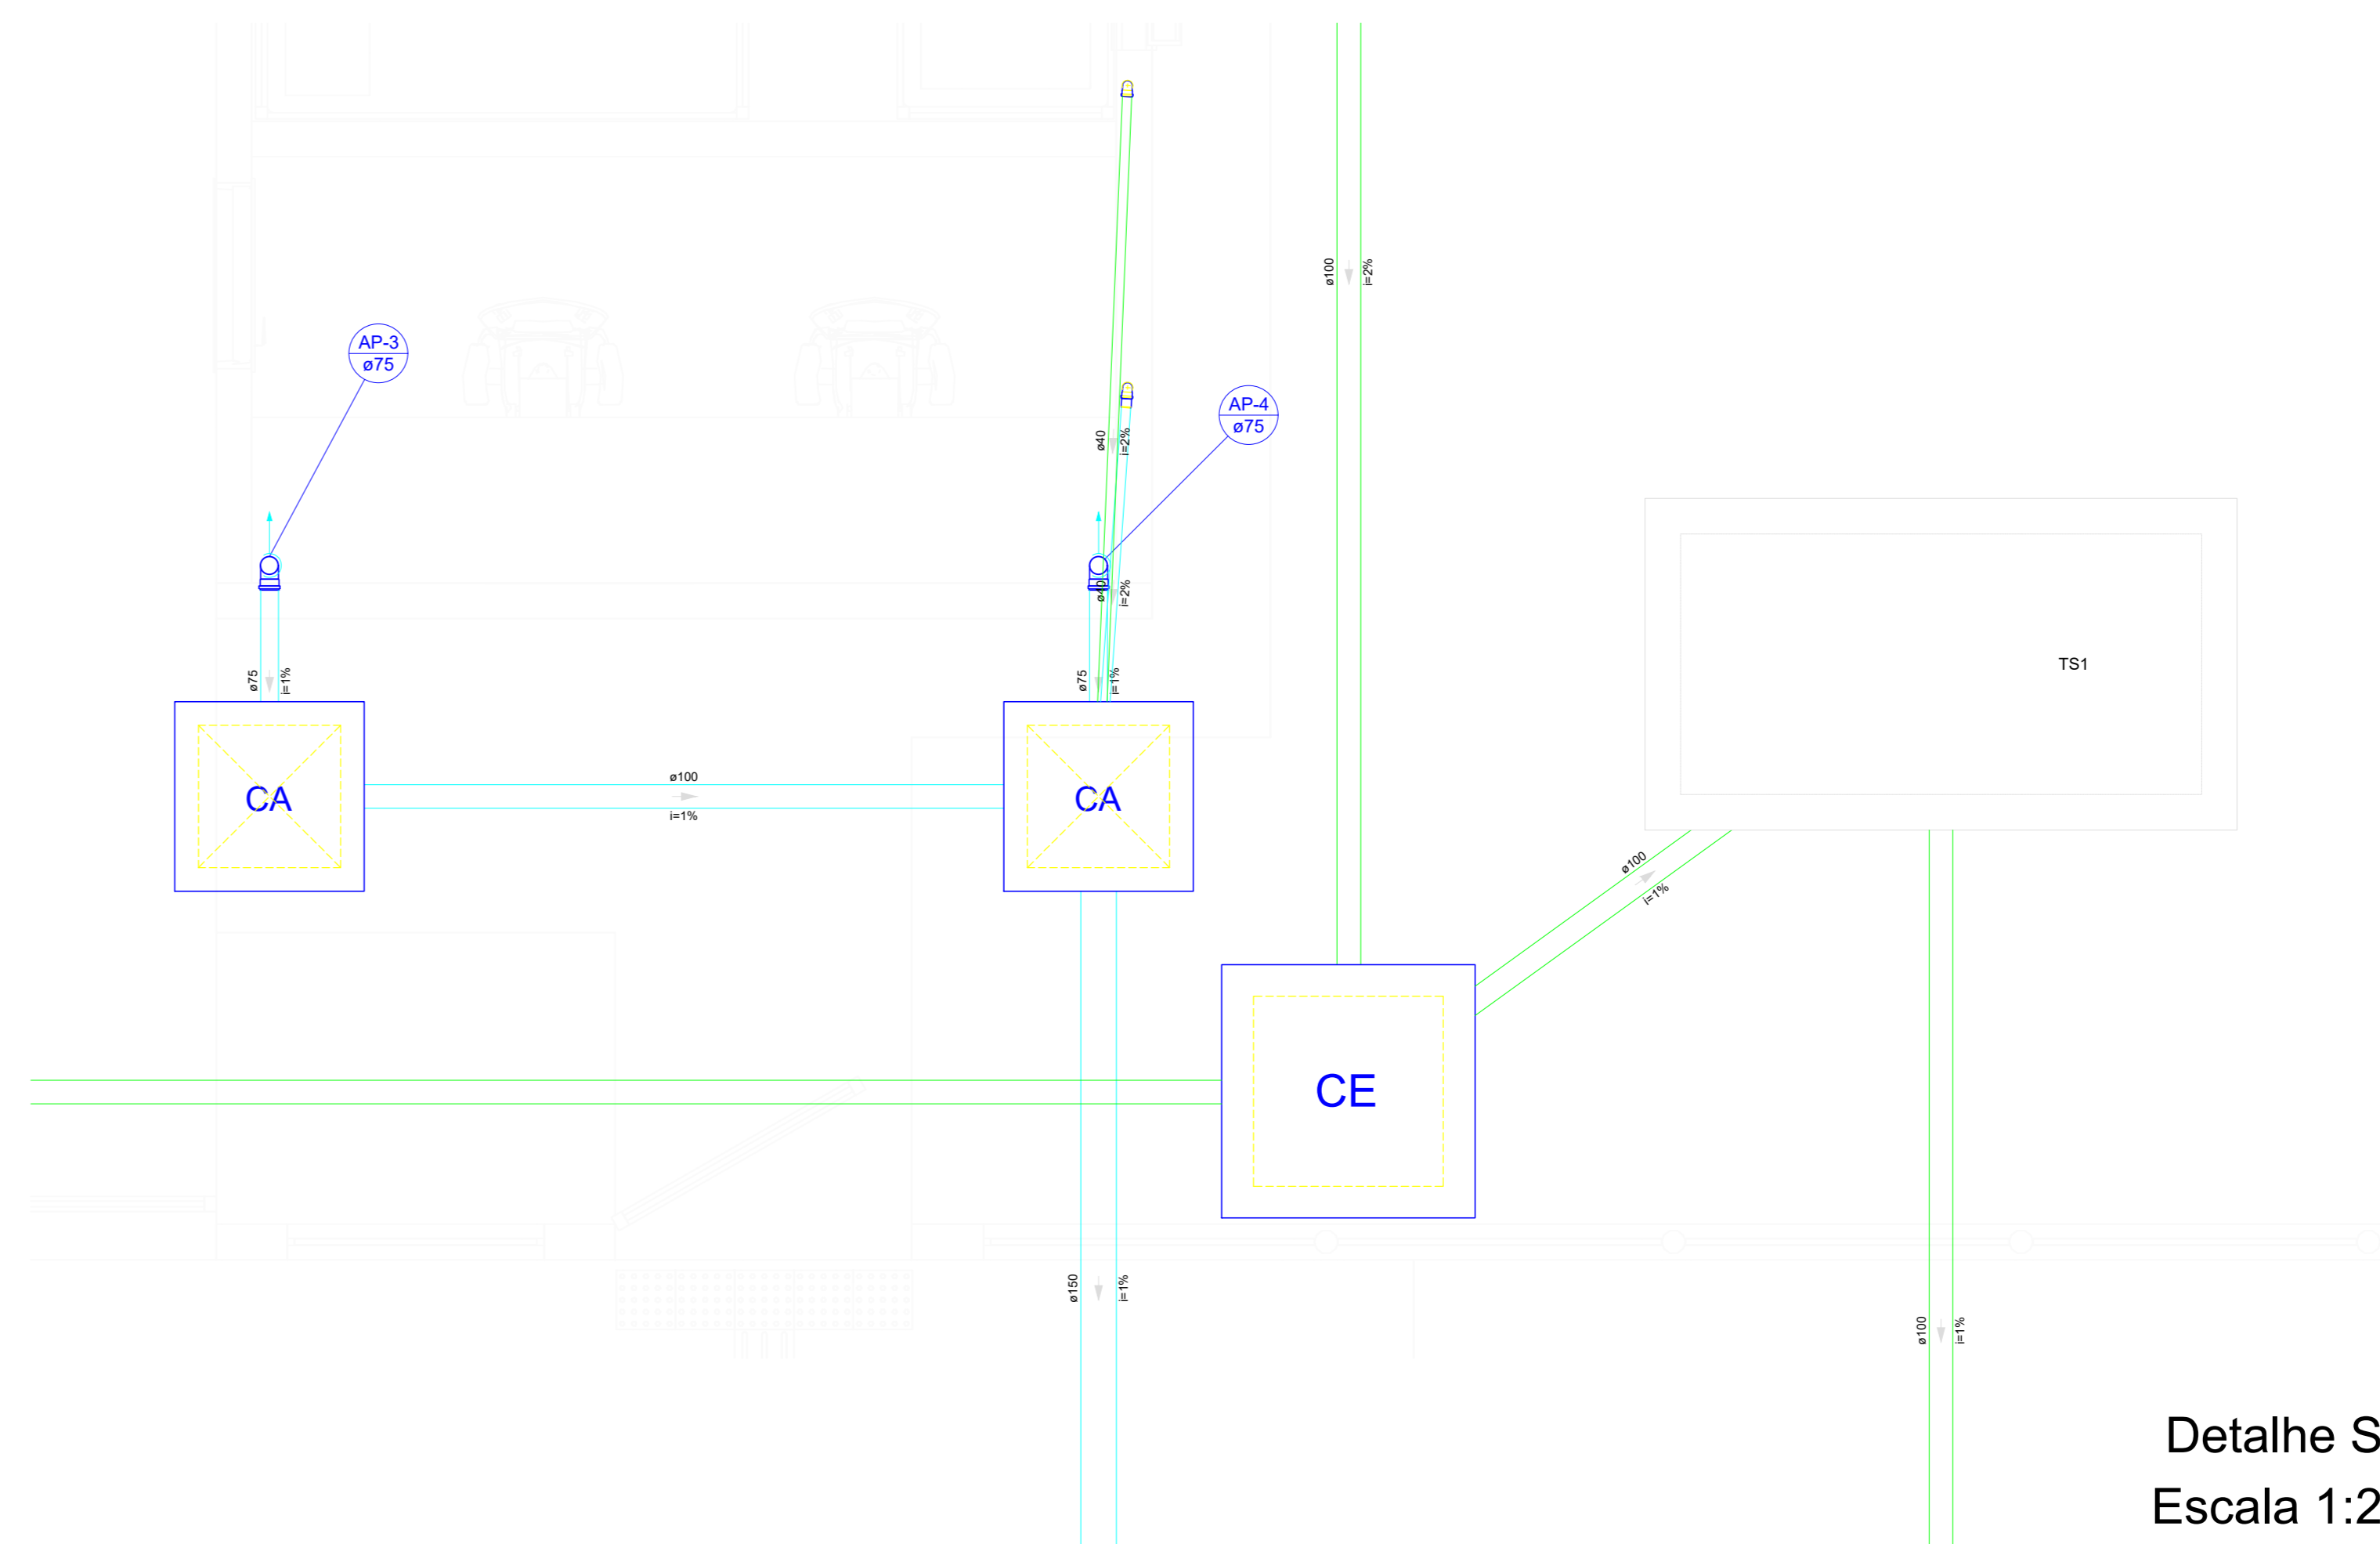 ø100
i=2%
AP-3
ø75
AP-4
ø75
ø40
i=2%
ø40
i=2%
ø75
i=1%
ø75
i=1%
TS1
ø100
i=1%
CA
CA
ø100
i=1%
CE
ø150
i=1%
ø100
i=1%
Detalhe S
Escala 1:2